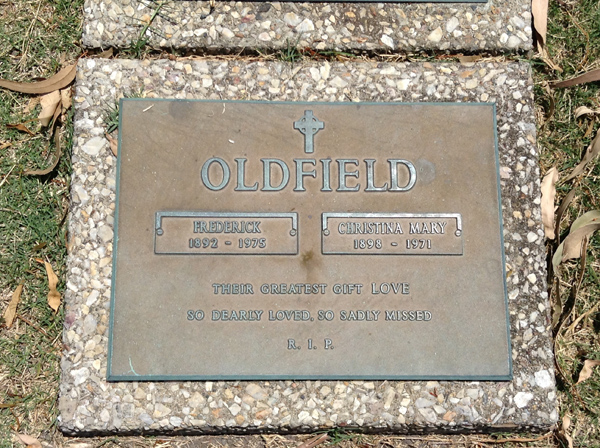 OLDFIELD
FREDERICK
1892 - 1975
CHRISTINA MARY
1898 - 1971
THEIR GREATEST GIFT LOVE
SO DEARLY LOVED, SO SADLY MISSED
R. I. P.